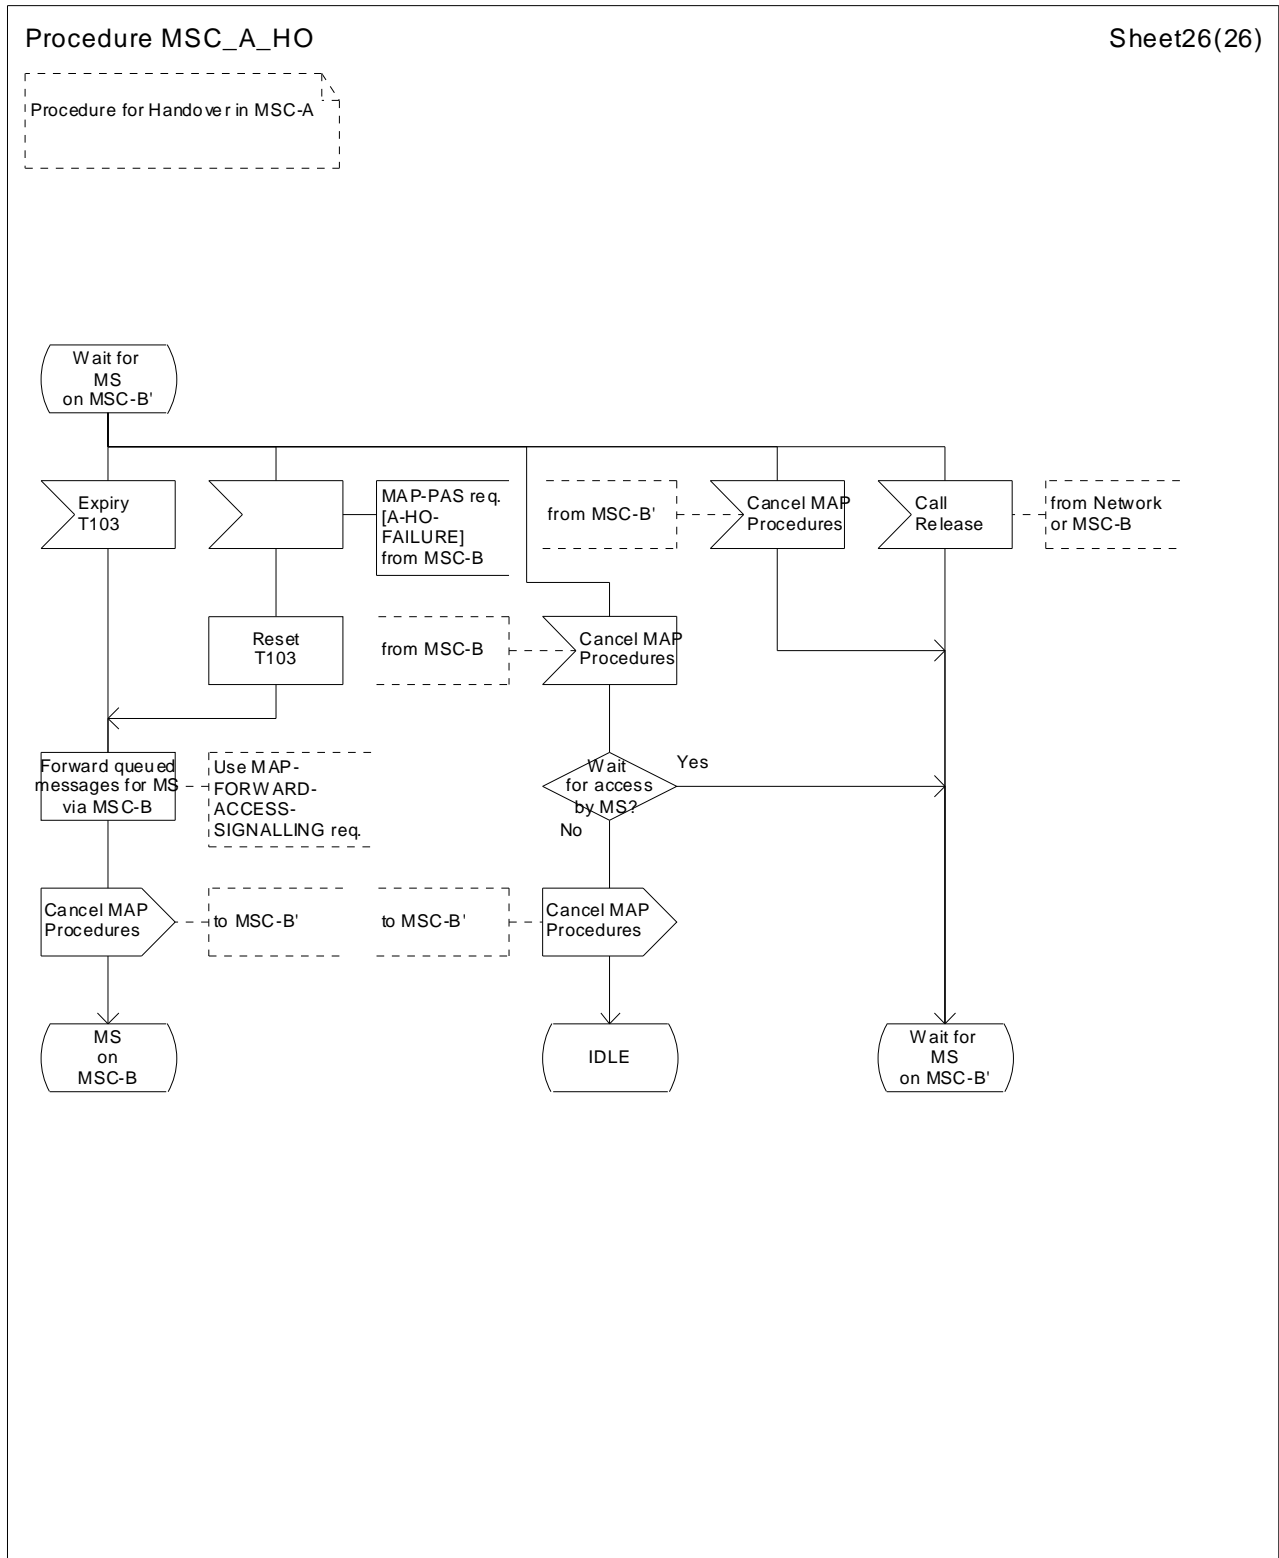 Procedure MSC_A_HO
Sheet26(26)
Procedure for Handover in MSC-A
Wait for
MS
on MSC-B'
Expiry
T103
MAP-PAS req.
[A-HO-
FAILURE]
from MSC-B
from MSC-B'
Cancel MAP
Procedures
Call
Release
from Network
or MSC-B
Reset
T103
from MSC-B
Cancel MAP
Procedures
Forward queued
messages for MS
via MSC-B
Use MAP-
FORWARD-
ACCESS-
SIGNALLING req.
Wait
for access
by MS?
Yes
No
Cancel MAP
Procedures
to MSC-B'
to MSC-B'
Cancel MAP
Procedures
MS
on
MSC-B
IDLE
Wait for
MS
on MSC-B'